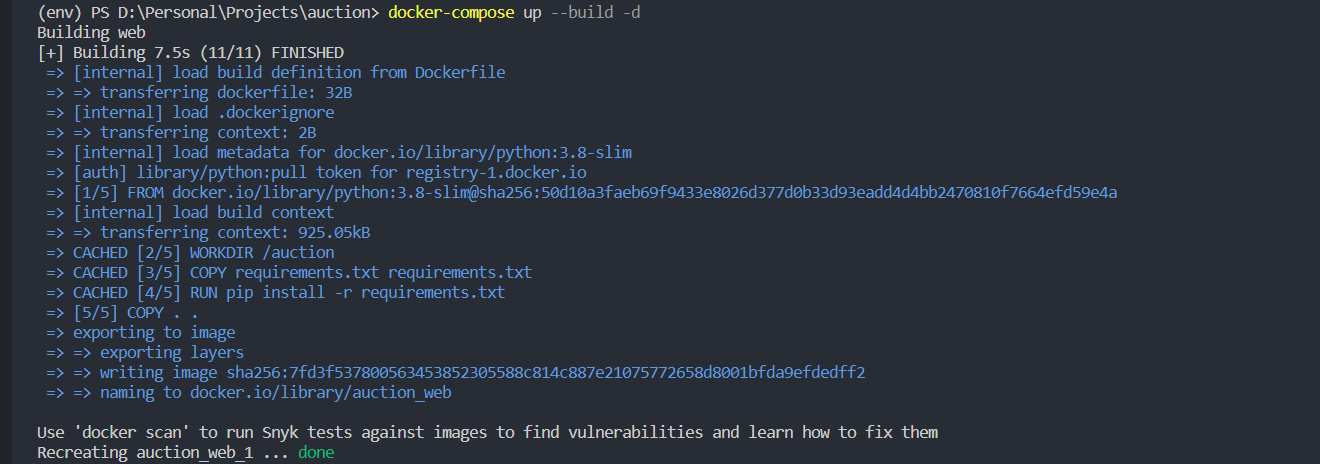 (env) PS D:\Personal\Projects\auction> docker-compose up --build -d
Building web
[+] Building 7.5s (11/11) FINISHED
=> [internal] load build definition from Dockerfile
=> => transferring dockerfile: 32B
=> [internal] load .dockerignore
=> => transferring context: 2B
=> [internal] load metadata for docker.io/library/python:3.8-slim
=> [auth] library/python:pull token for registry-1.docker.io
=> [1/5] FROM docker.io/library/python:3.8-slim@sha256:50d10a3faeb69f9433e8026d377d0b33d93eadd4d4bb2470810f7664efd59e4a
=> [internal] load build context
=> => transferring context: 925.05kB
=> CACHED [2/5] WORKDIR /auction
=> CACHED [3/5] COPY requirements.txt requirements.txt
=> CACHED [4/5] RUN pip install -r requirements.txt
=> [5/5] COPY . .
=> exporting to image
=> => exporting layers
=> => writing image sha256:7fd3f537800563453852305588c814c887e21075772658d8001bfda9efdedff2
=> => naming to docker.io/library/auction_web
Use 'docker scan' to run Snyk tests against images to find vulnerabilities and learn how to fix them
Recreating auction_web_1 ... done